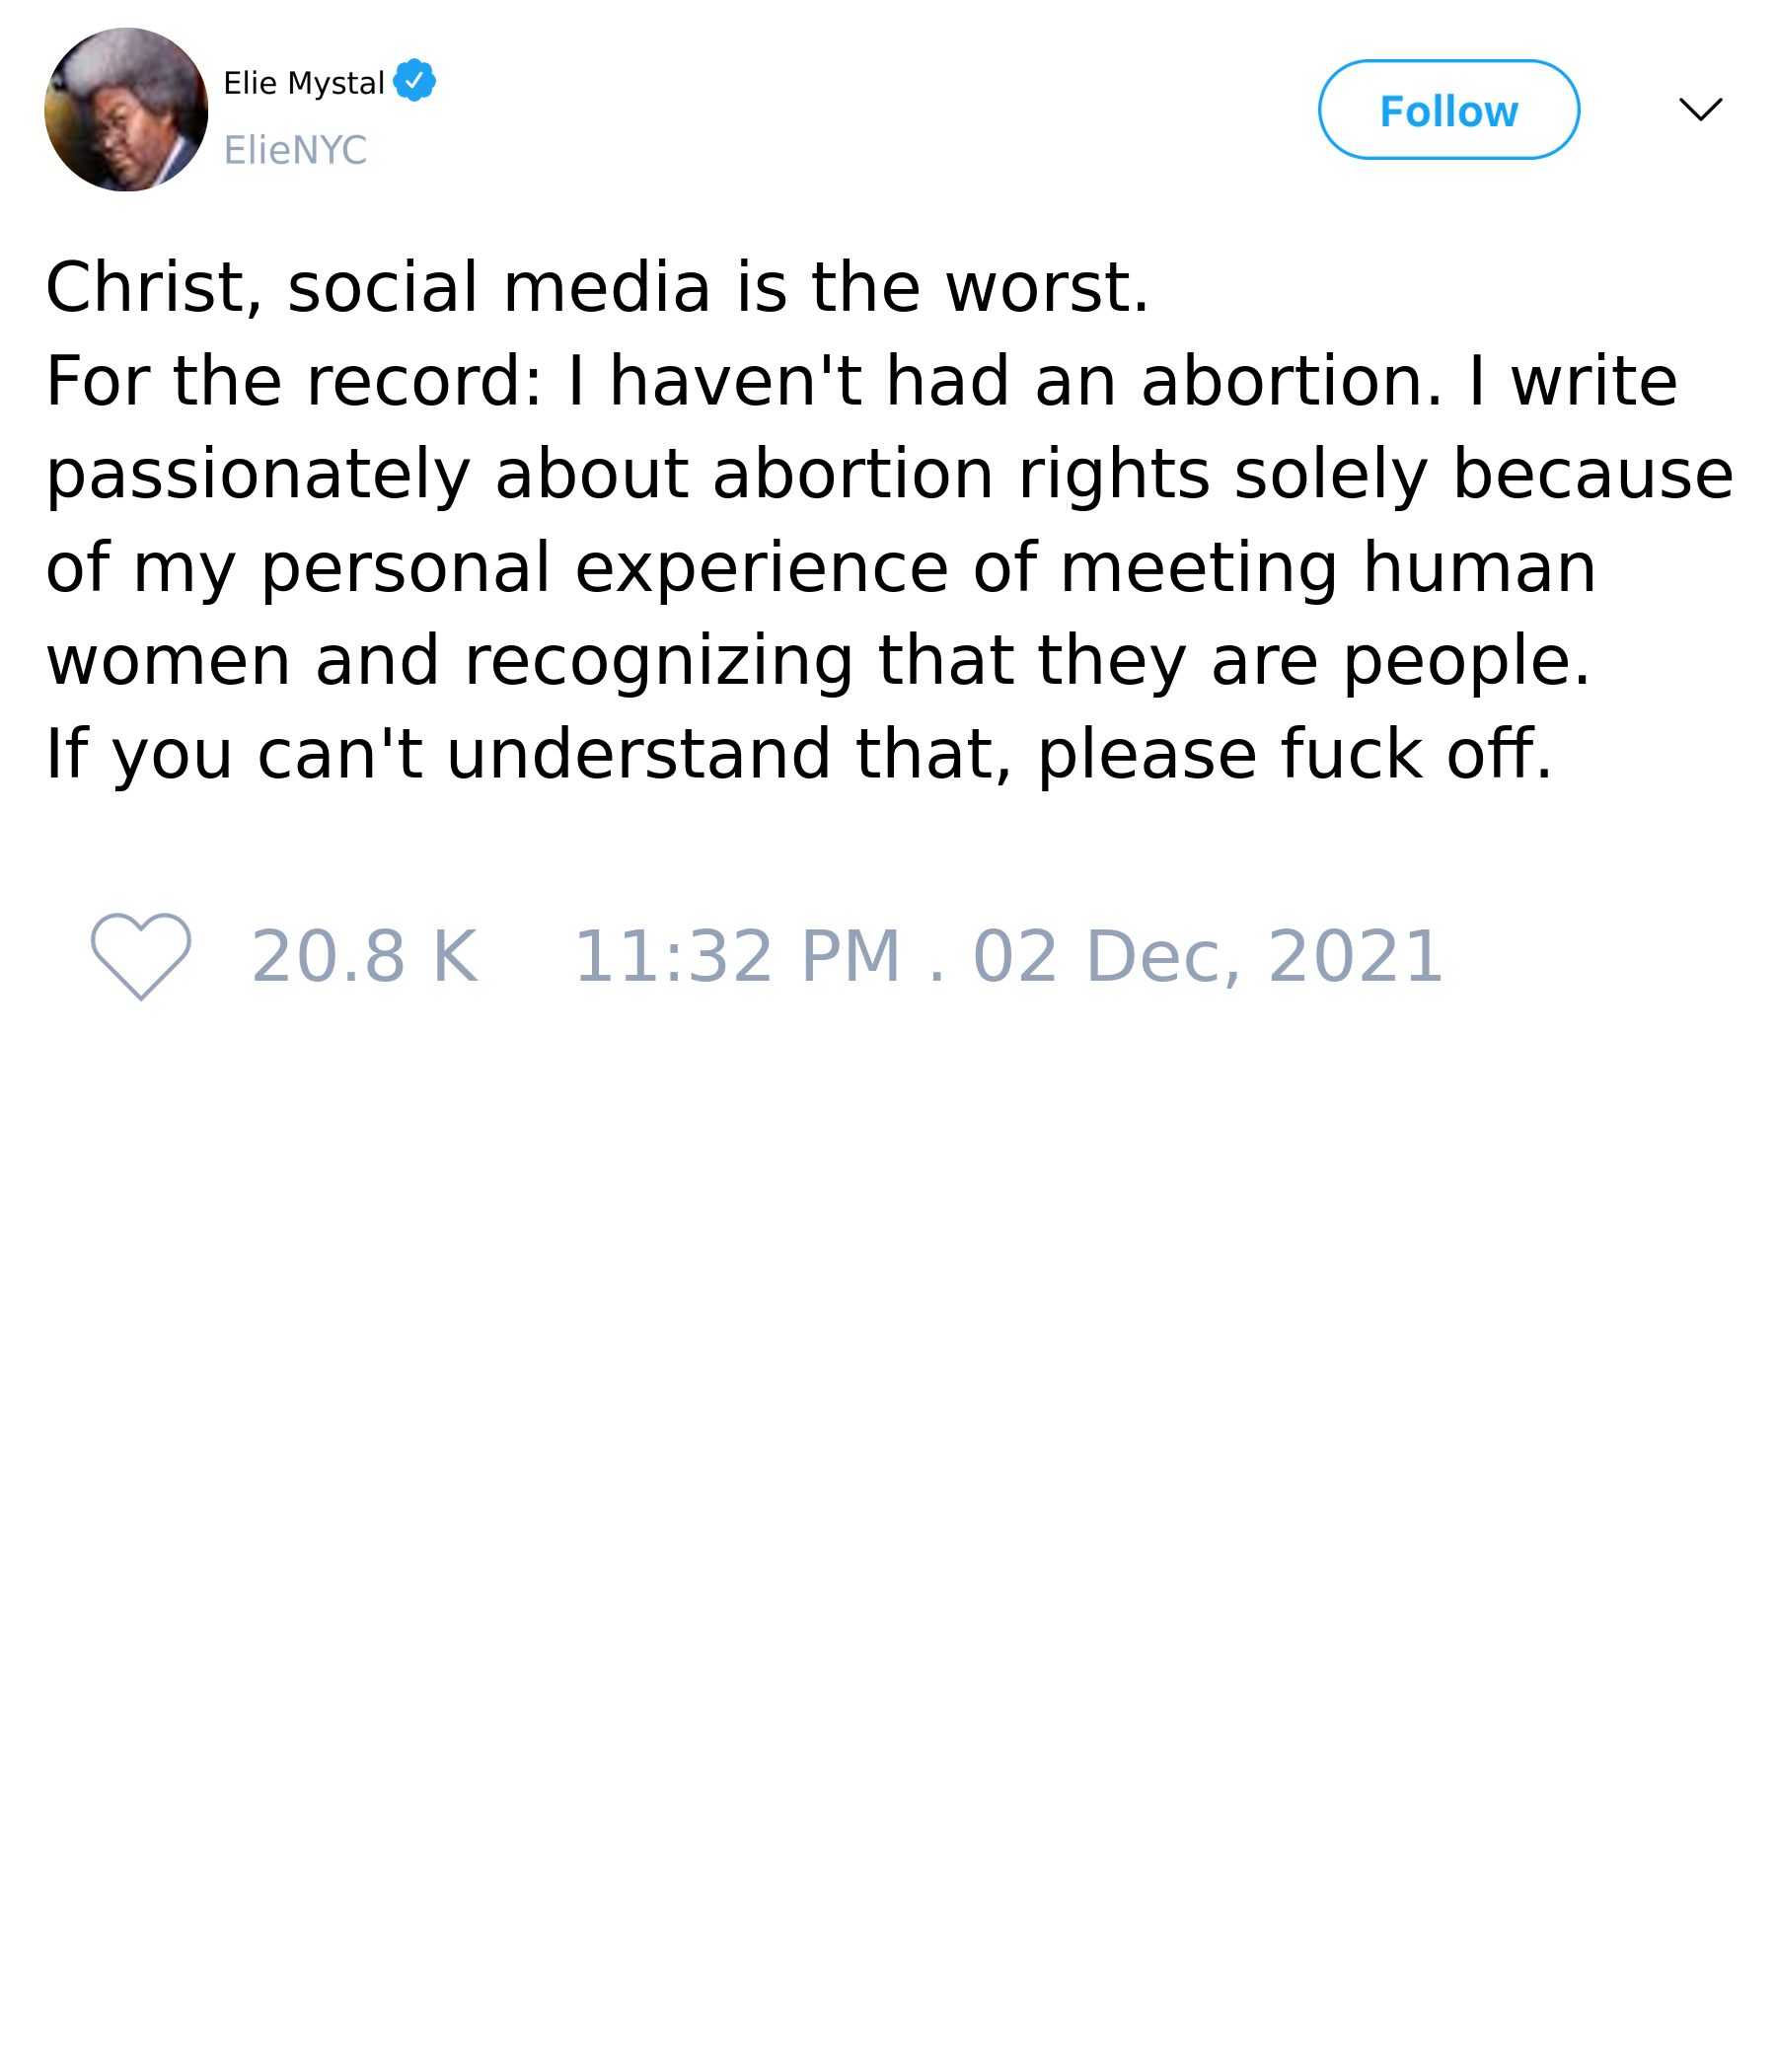 Elie Mystal
ElieNYC
Follow
Christ, social media is the worst.
For the record: I haven't had an abortion. I write
passionately about abortion rights solely because
of my personal experience of meeting human
women and recognizing that they are people.
If you can't understand that, please fuck off.
20.8 K 11:32 PM . 02 Dec, 2021